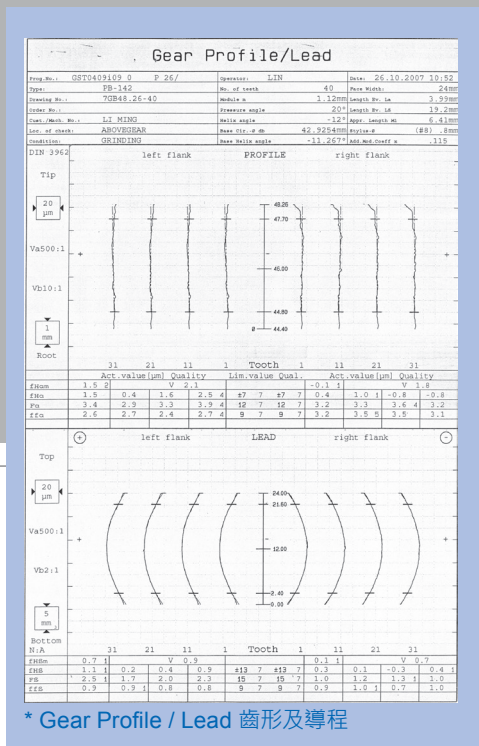 Gear Profile/Lead
Prog.No.: GST0409i09 0 P 26/ Operator: LIN Date: 26.10.2007 10:52
Type: PB-142 No. of teeth 40 Face Width: 24mm
Drawing No.: 7GB48.26-40 Module m 1.12mm Length Ev. La 3.99mm
Order No.: Pressure angle 20° Length Ev. Lß 19.2mm
Cust./Mach. No.: LI MING Helix angle -12° Appr. Length M1 6.41mm
Loc. of check: ABOVEGEAR Base Cir.-ø db 42.9254mm Stylus-ø (#8) .8mm
Condition: GRINDING Base Helix angle -11.267° Add.Mod.Coeff x .115
DIN 3962 left flank PROFILE right flank
Tip
20
µm
Va500:1
Vb10:1
1
mm
Root
48.26
47.70
46.00
44.80
ø 44.40
31 21 11 1 Tooth 1 11 21 31
Act.value[µm] Quality Lim.value Qual. Act.value[µm] Quality
fHαm 1.5 2 V 2.1 -0.1 1 V 1.8
fHα 1.5 0.4 1.6 2.5 4 ±7 7 ±7 7 0.4 1.0 1 -0.8 -0.8
Fα 3.4 2.9 3.3 3.9 4 12 7 12 7 3.2 3.3 3.6 4 3.2
ffα 2.6 2.7 2.4 2.7 4 9 7 9 7 3.2 3.5 5 3.5 3.1
+ left flank LEAD right flank -
Top
20
µm
Va500:1
Vb2:1
5
mm
Bottom
N:A
24.00
21.60
12.00
2.40
0.00
31 21 11 1 Tooth 1 11 21 31
fHßm 0.7 1 V 0.9 0.1 1 V 0.7
fHß 1.1 1 0.2 0.4 0.9 ±13 7 ±13 7 0.3 0.1 -0.3 0.4 1
Fß 2.5 1 1.7 2.0 2.3 15 7 15 7 1.0 1.2 1.3 1 1.0
ffß 0.9 0.9 1 0.8 0.8 9 7 9 7 0.9 1.0 1 0.7 1.0
* Gear Profile / Lead 齒形及導程